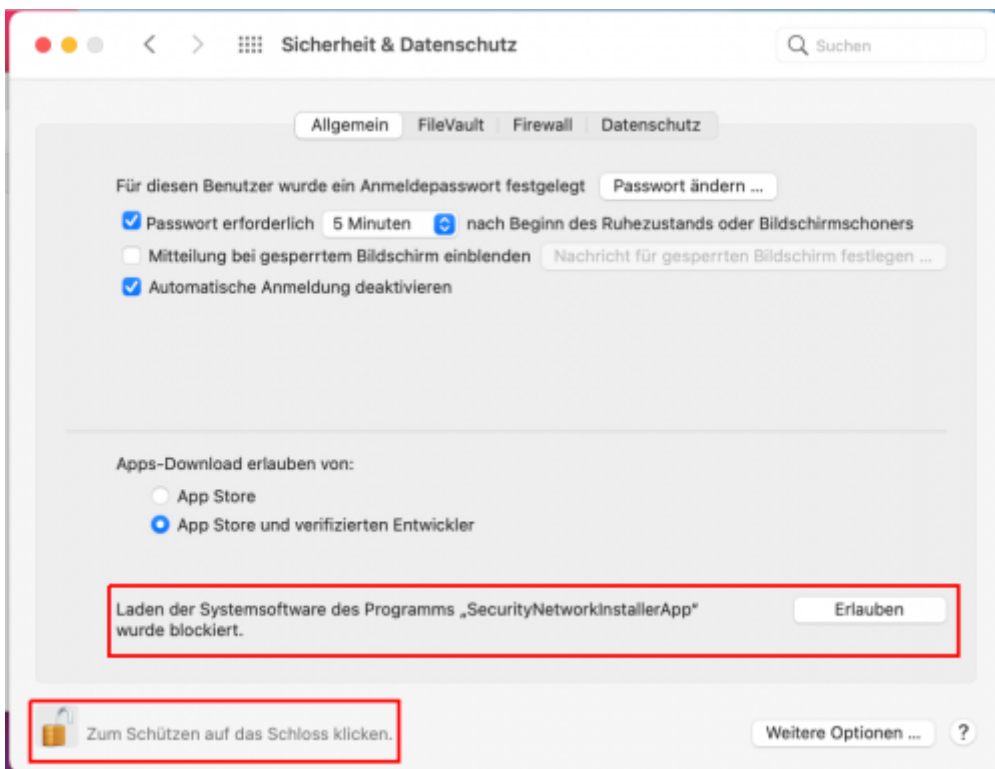 Sicherheit & Datenschutz
Suchen
Allgemein FileVault Firewall Datenschutz
Für diesen Benutzer wurde ein Anmeldepasswort festgelegt Passwort ändern ...
Passwort erforderlich 5 Minuten nach Beginn des Ruhezustands oder Bildschirmschoners
Mitteilung bei gesperrtem Bildschirm einblenden Nachricht für gesperrten Bildschirm festlegen ...
Automatische Anmeldung deaktivieren
Apps-Download erlauben von:
App Store
App Store und verifizierten Entwickler
Laden der Systemsoftware des Programms „SecurityNetworkInstallerApp“ Erlauben
wurde blockiert.
Zum Schützen auf das Schloss klicken. Weitere Optionen ... ?